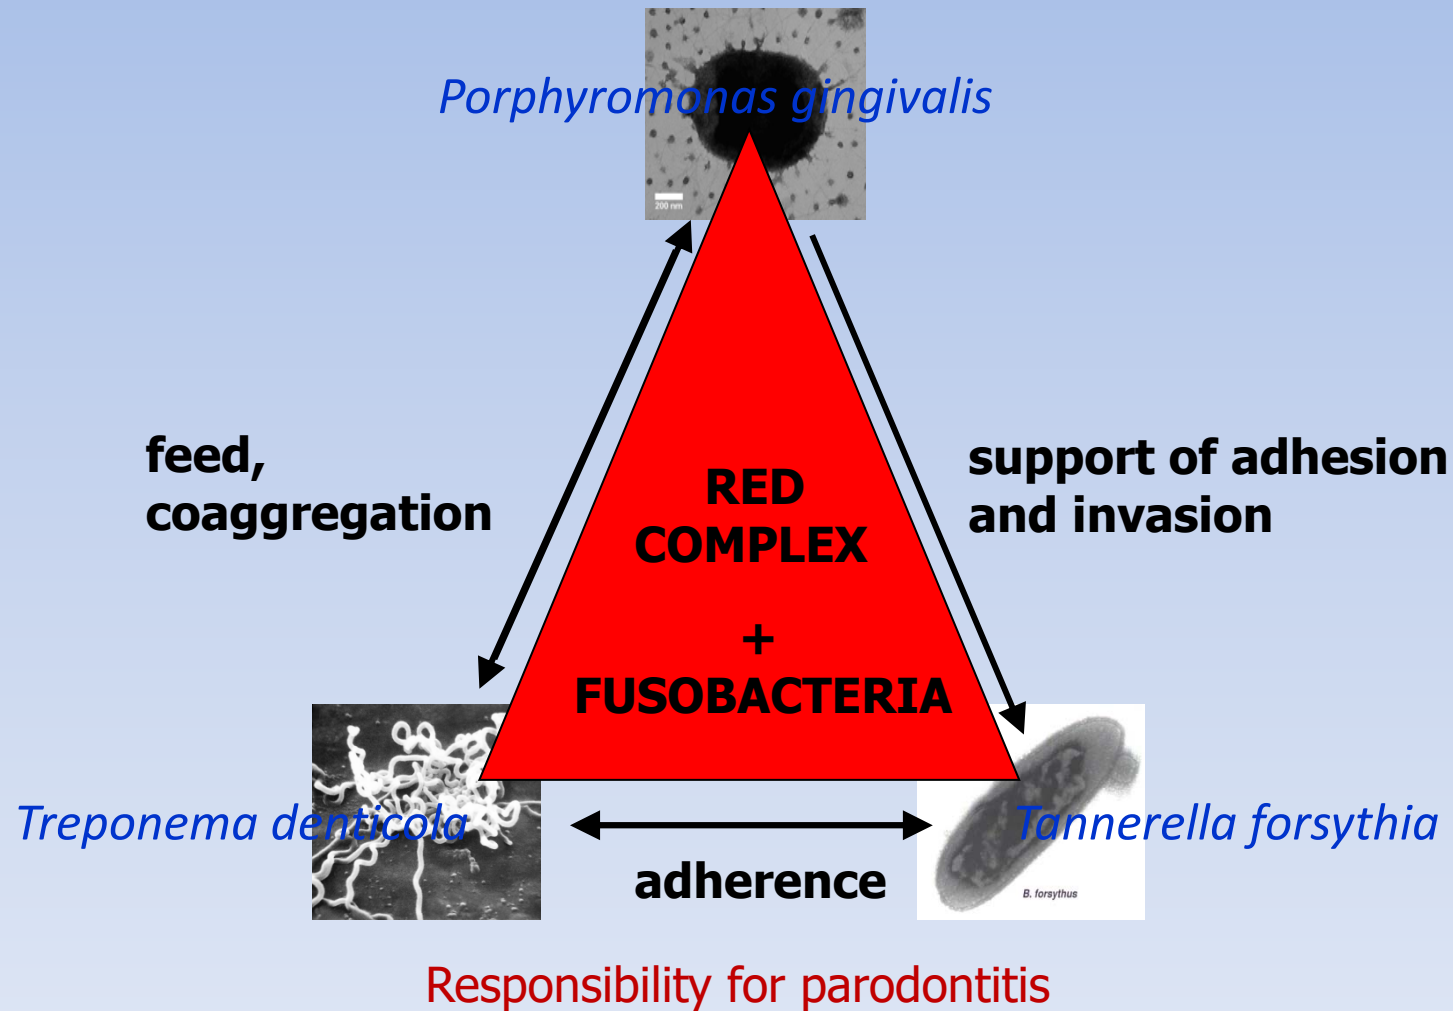 Porphyromonas gingivalis
200 nm
feed,
coaggregation
RED
COMPLEX
+
FUSOBACTERIA
support of adhesion
and invasion
Treponema denticola
Tannerella forsythia
adherence
B. forsythus
Responsibility for parodontitis